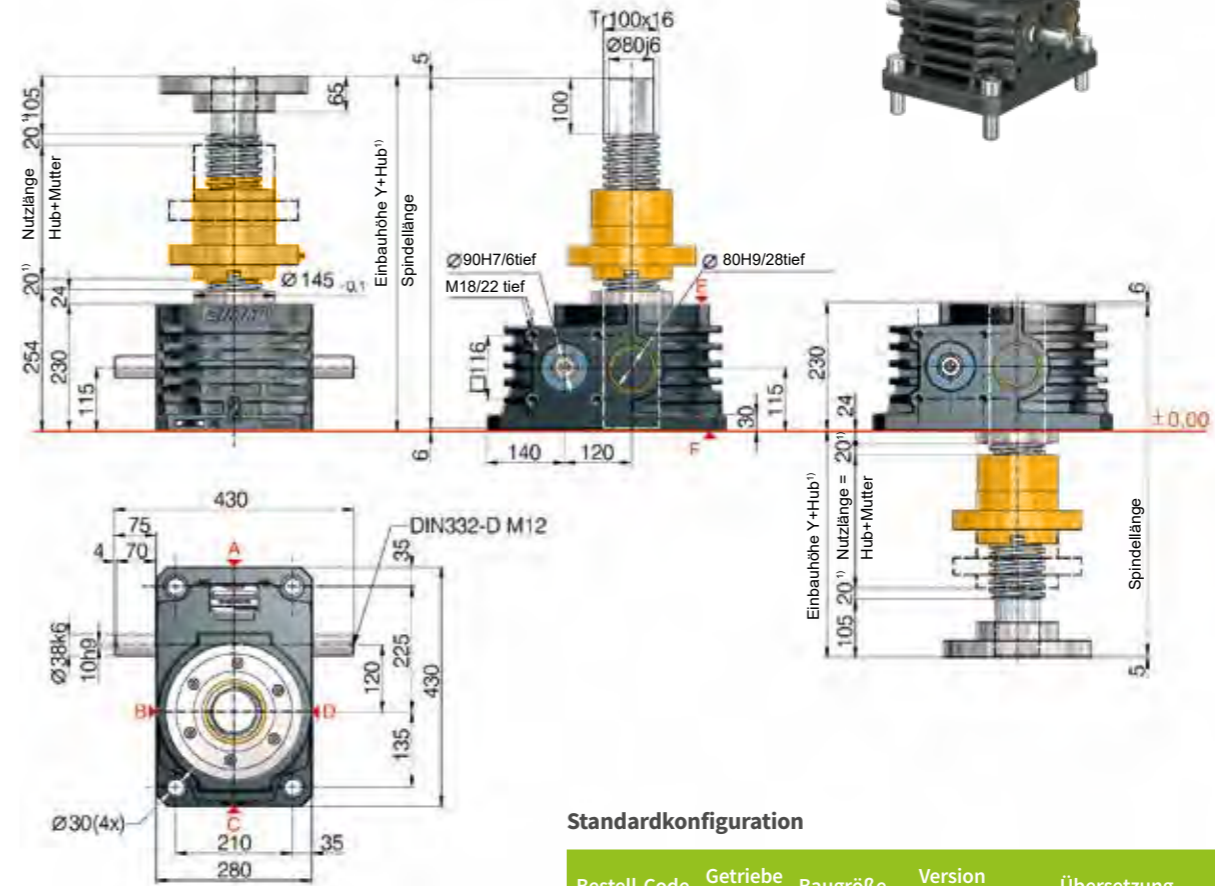 Tr100x16
Ø80j6
5
100
105
65
20¹⁾
Nutzlänge
Hub+Mutter
20¹⁾
24
254
230
115
Ø 145 -0,1
Einbauhöhe Y+Hub¹⁾
Spindellänge
6
Ø90H7/6tief
M18/22 tief
Ø 80H9/28tief
□116
E
F
30
115
140
120
230
24
6
±0,00
20¹⁾
Einbauhöhe Y+Hub¹⁾
Nutzlänge =
Hub+Mutter
20¹⁾
105
Spindellänge
5
430
75
4
70
DIN332-D M12
A
35
Ø38k6
10h9
225
120
430
B
D
135
Ø30(4x)
C
210
35
280
Standardkonfiguration
Bestell-Code Getriebe Baugröße Version Übersetzung